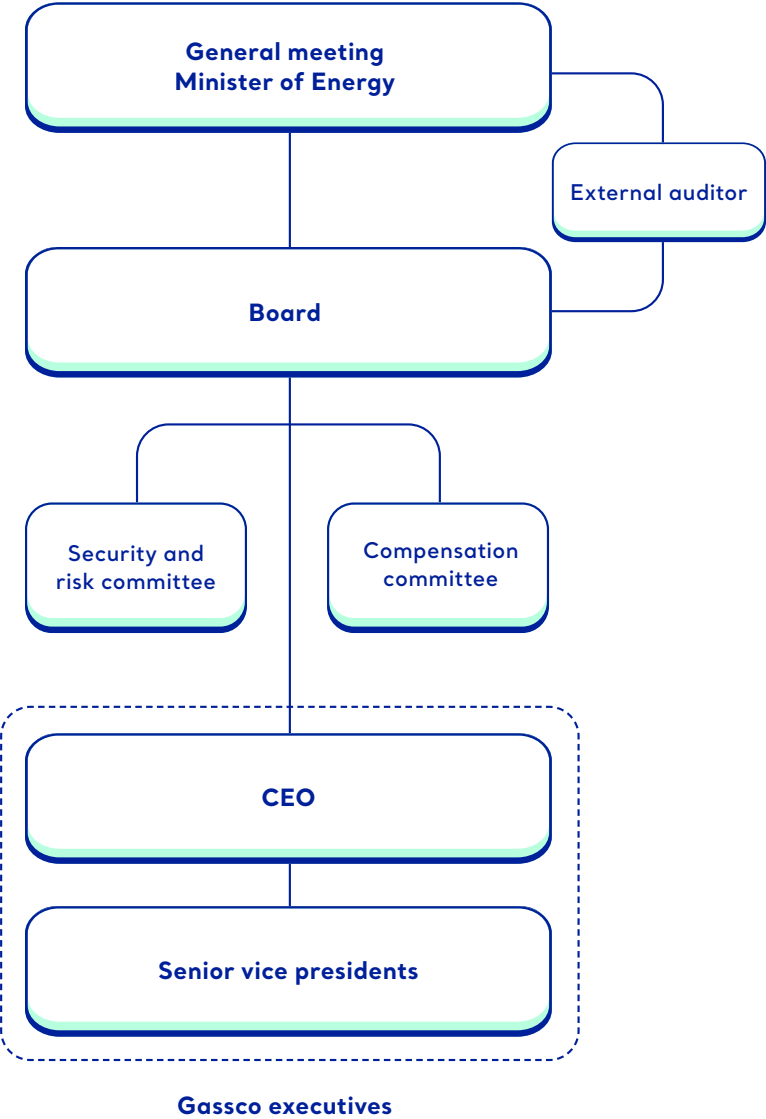 General meeting
Minister of Energy
External auditor
Board
Security and
risk committee
Compensation
committee
CEO
Senior vice presidents
Gassco executives